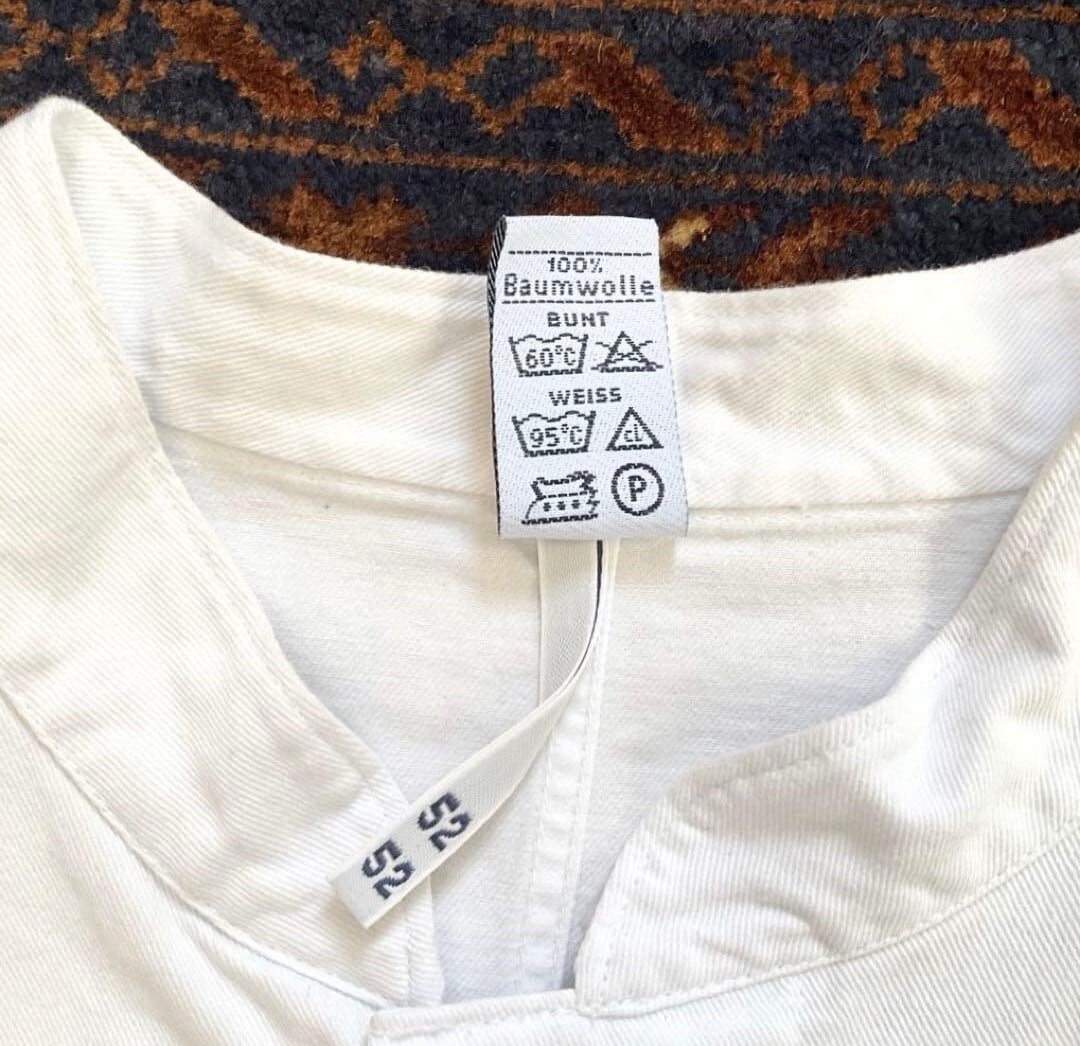 100%
Baumwolle
BUNT
60°C
WEISS
95°C cl
P
52
52